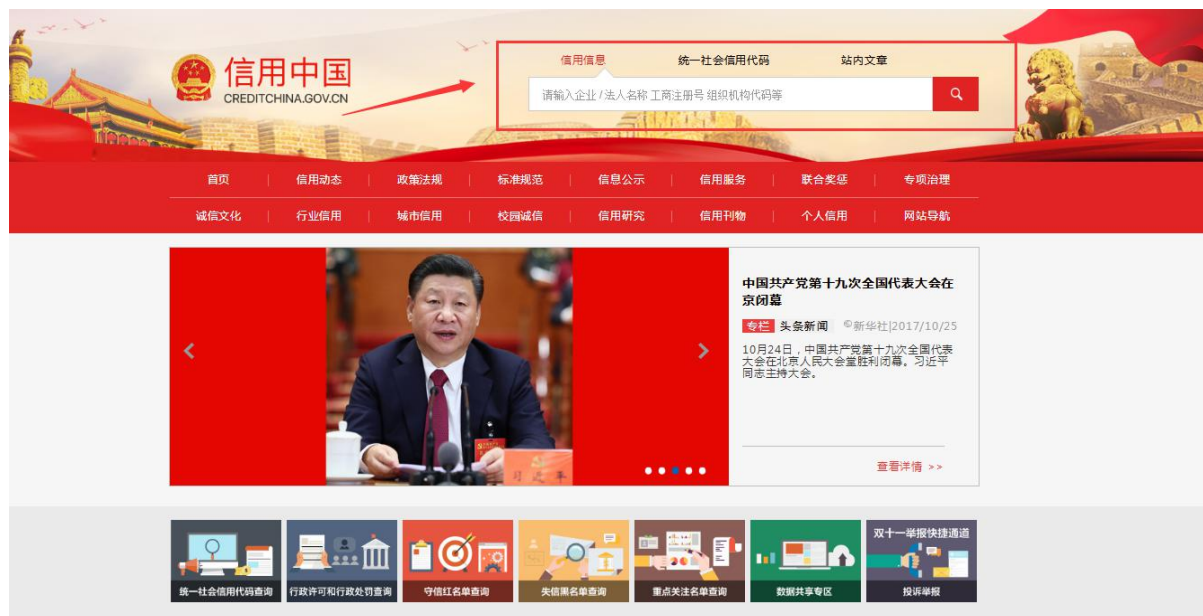 信用中国
CREDITCHINA.GOV.CN
信用信息 统一社会信用代码 站内文章
请输入企业/法人名称 工商注册号 组织机构代码等
首页 | 信用动态 | 政策法规 | 标准规范 | 信息公示 | 信用服务 | 联合奖惩 | 专项治理
诚信文化 | 行业信用 | 城市信用 | 校园诚信 | 信用研究 | 信用刊物 | 个人信用 | 网站导航
中国共产党第十九次全国代表大会在
京闭幕
专栏 头条新闻 ©新华社|2017/10/25
10月24日，中国共产党第十九次全国代表
大会在北京人民大会堂胜利闭幕。习近平
同志主持大会。
习近平
查看详情 >>
双十一举报快捷通道
统一社会信用代码查询 行政许可和行政处罚查询 守信红名单查询 失信黑名单查询 重点关注名单查询 数据共享专区 投诉举报